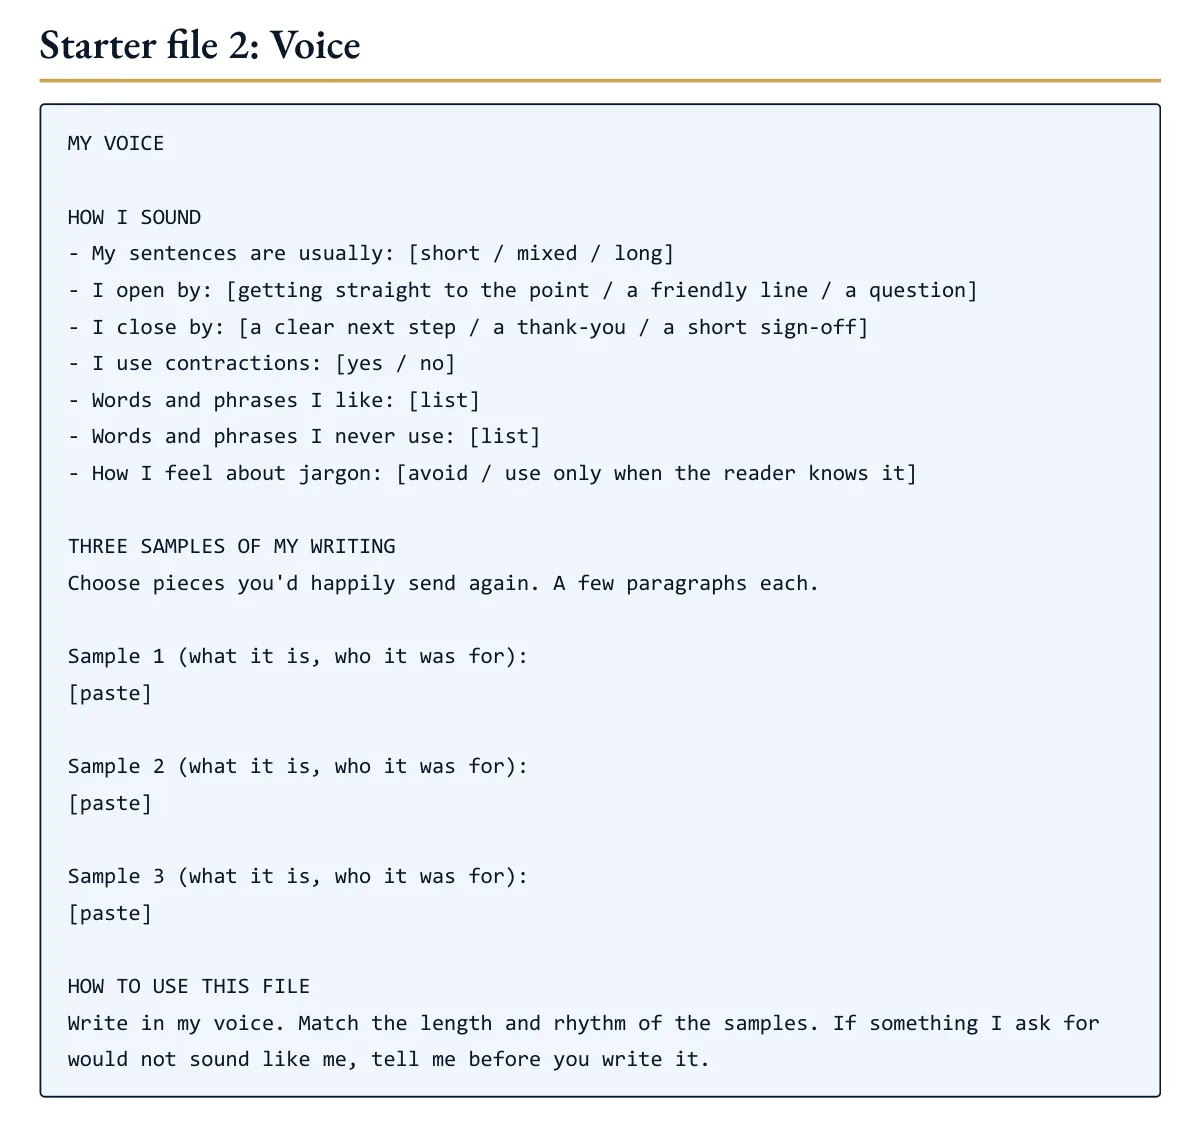 Starter file 2: Voice
MY VOICE
HOW I SOUND
- My sentences are usually: [short / mixed / long]
- I open by: [getting straight to the point / a friendly line / a question]
- I close by: [a clear next step / a thank-you / a short sign-off]
- I use contractions: [yes / no]
- Words and phrases I like: [list]
- Words and phrases I never use: [list]
- How I feel about jargon: [avoid / use only when the reader knows it]
THREE SAMPLES OF MY WRITING
Choose pieces you'd happily send again. A few paragraphs each.
Sample 1 (what it is, who it was for):
[paste]
Sample 2 (what it is, who it was for):
[paste]
Sample 3 (what it is, who it was for):
[paste]
HOW TO USE THIS FILE
Write in my voice. Match the length and rhythm of the samples. If something I ask for
would not sound like me, tell me before you write it.